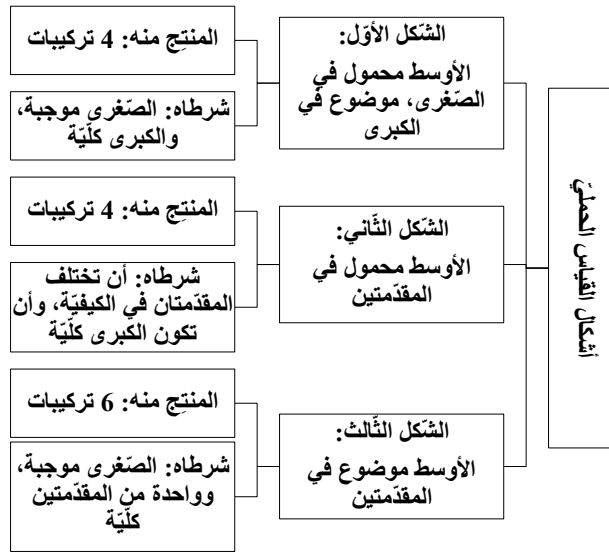 أشكال القياس الحمليّ
الشّكل الأوّل:
الأوسط محمول في
الصّغرى، موضوع في
الكبرى
المنتِج منه: 4 تركيبات
شرطاه: الصّغرى موجبة،
والكبرى كلّيّة
الشّكل الثّاني:
الأوسط محمول في
المقدّمتين
المنتِج منه: 4 تركيبات
شرطاه: أن تختلف
المقدّمتان في الكيفيّة، وأن
تكون الكبرى كلّيّة
الشّكل الثّالث:
الأوسط موضوع في
المقدّمتين
المنتِج منه: 6 تركيبات
شرطاه: الصّغرى موجبة،
وواحدة من المقدّمتين
كلّيّة